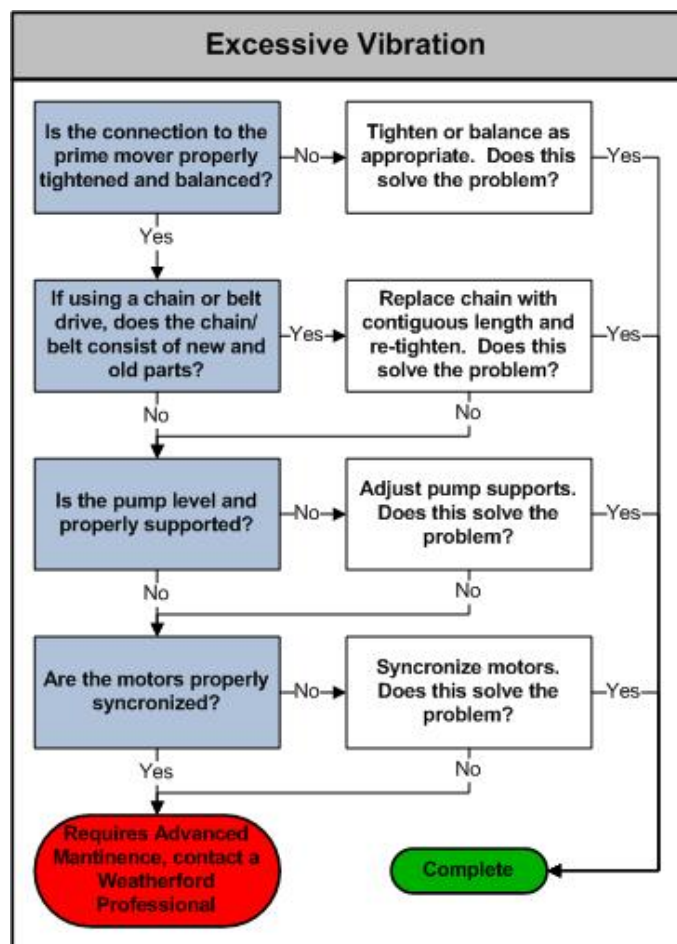 Excessive Vibration
Is the connection to the
prime mover properly
tightened and balanced?
No
Tighten or balance as
appropriate. Does this
solve the problem?
Yes
Yes
If using a chain or belt
drive, does the chain/
belt consist of new and
old parts?
Yes
Replace chain with
contiguous length and
re-tighten. Does this
solve the problem?
Yes
No
No
Is the pump level and
properly supported?
No
Adjust pump supports.
Does this solve the
problem?
Yes
No
No
Are the motors properly
syncronized?
No
Syncronize motors.
Does this solve the
problem?
Yes
Yes
No
Requires Advanced
Mantinence, contact a
Weatherford
Professional
Complete